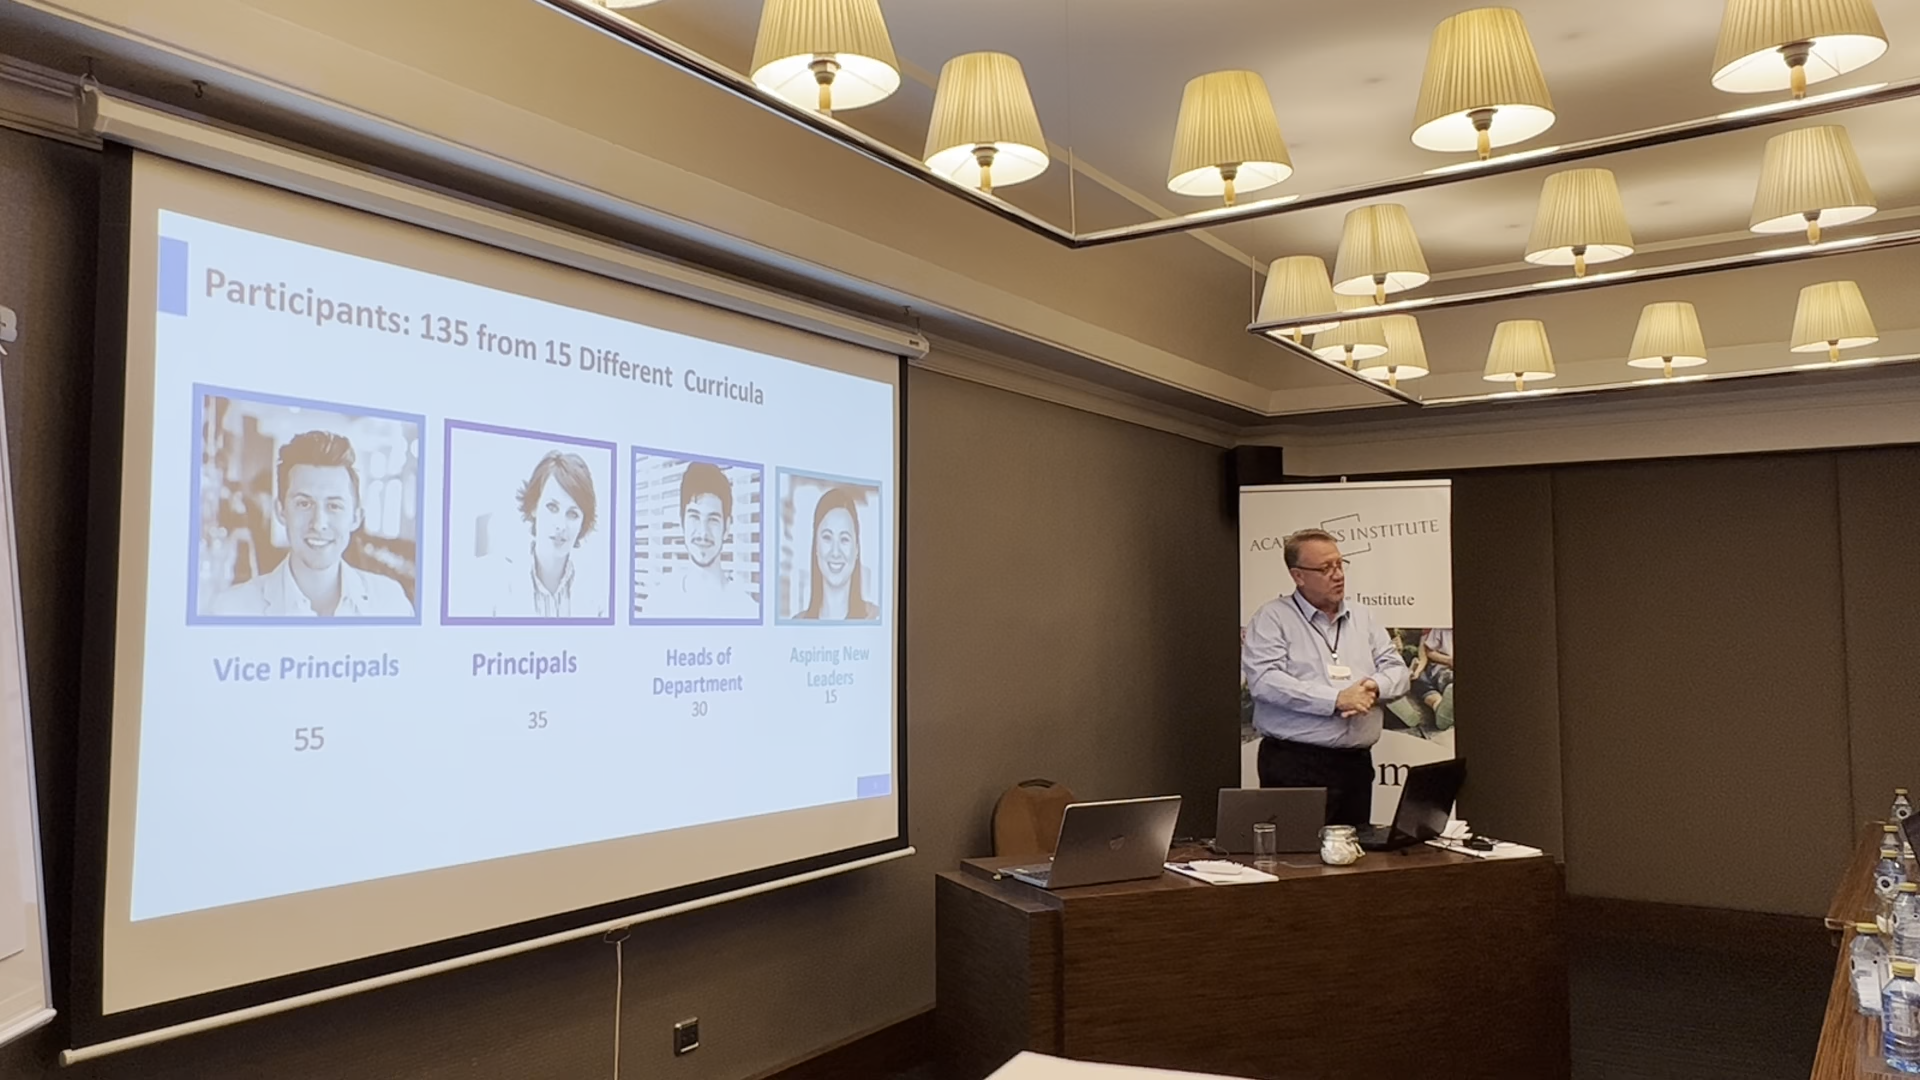 Participants: 135 from 15 Different Curricula
Vice Principals
55
Principals
35
Heads of
Department
30
Aspiring New
Leaders
15
INSTITUTE
Institute